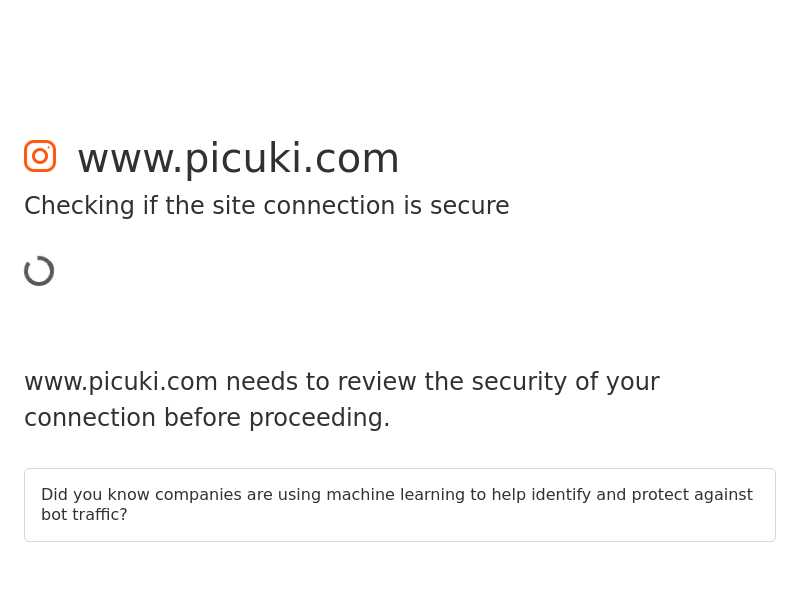 www.picuki.com
Checking if the site connection is secure
www.picuki.com needs to review the security of your
connection before proceeding.
Did you know companies are using machine learning to help identify and protect against
bot traffic?